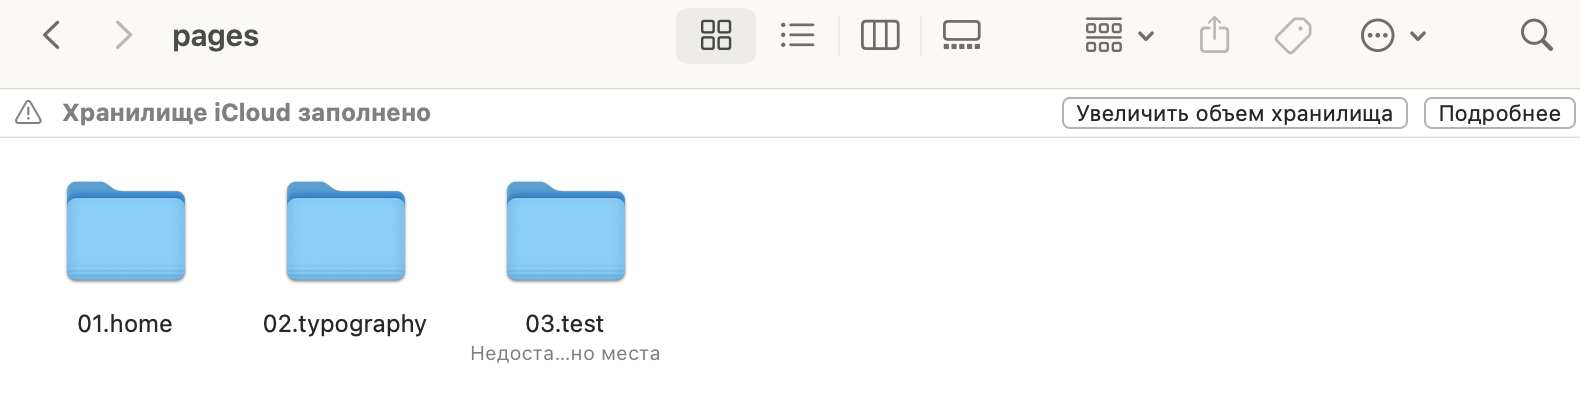 pages
Хранилище iCloud заполнено
Увеличить объем хранилища
Подробнее
01.home
02.typography
03.test
Недоста...но места